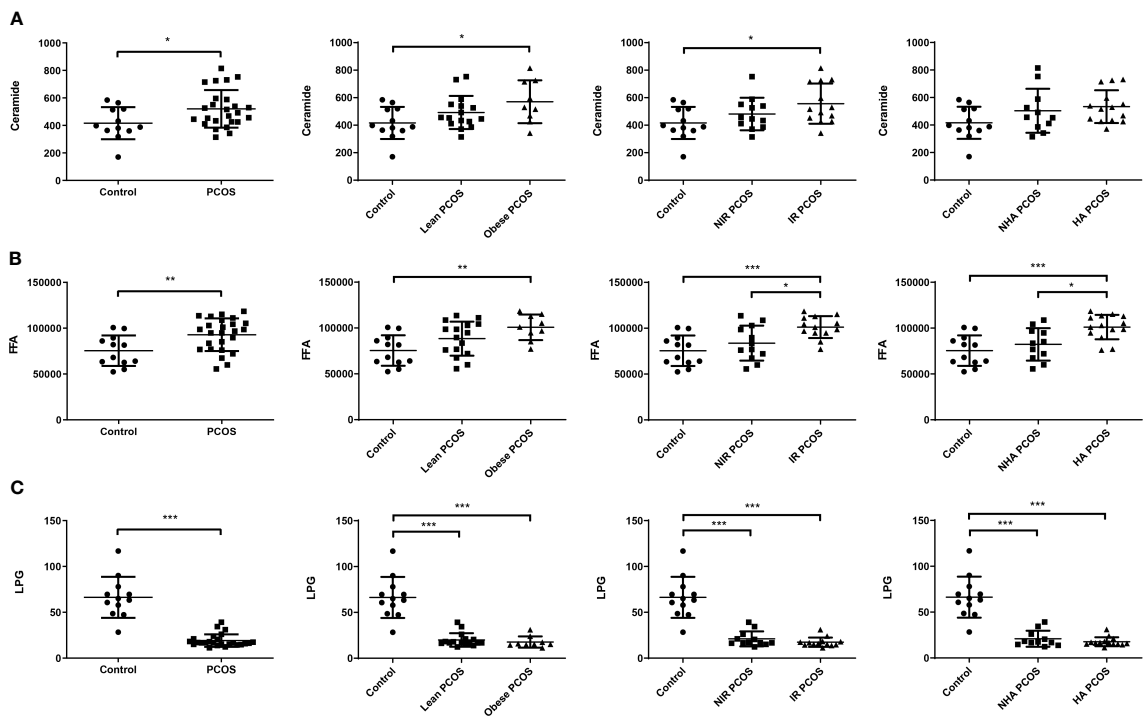 A
*
1000
800
600
400
200
0
Ceramide
Control
PCOS
*
1000
800
600
400
200
0
Ceramide
Control
Lean PCOS
Obese PCOS
*
1000
800
600
400
200
0
Ceramide
Control
NIR PCOS
IR PCOS
1000
800
600
400
200
0
Ceramide
Control
NHA PCOS
HA PCOS
B
**
150000
100000
50000
0
FFA
Control
PCOS
**
150000
100000
50000
0
FFA
Control
Lean PCOS
Obese PCOS
***
*
150000
100000
50000
0
FFA
Control
NIR PCOS
IR PCOS
***
*
150000
100000
50000
0
FFA
Control
NHA PCOS
HA PCOS
C
***
150
100
50
0
LPG
Control
PCOS
***
***
150
100
50
0
LPG
Control
Lean PCOS
Obese PCOS
***
***
150
100
50
0
LPG
Control
NIR PCOS
IR PCOS
***
***
150
100
50
0
LPG
Control
NHA PCOS
HA PCOS